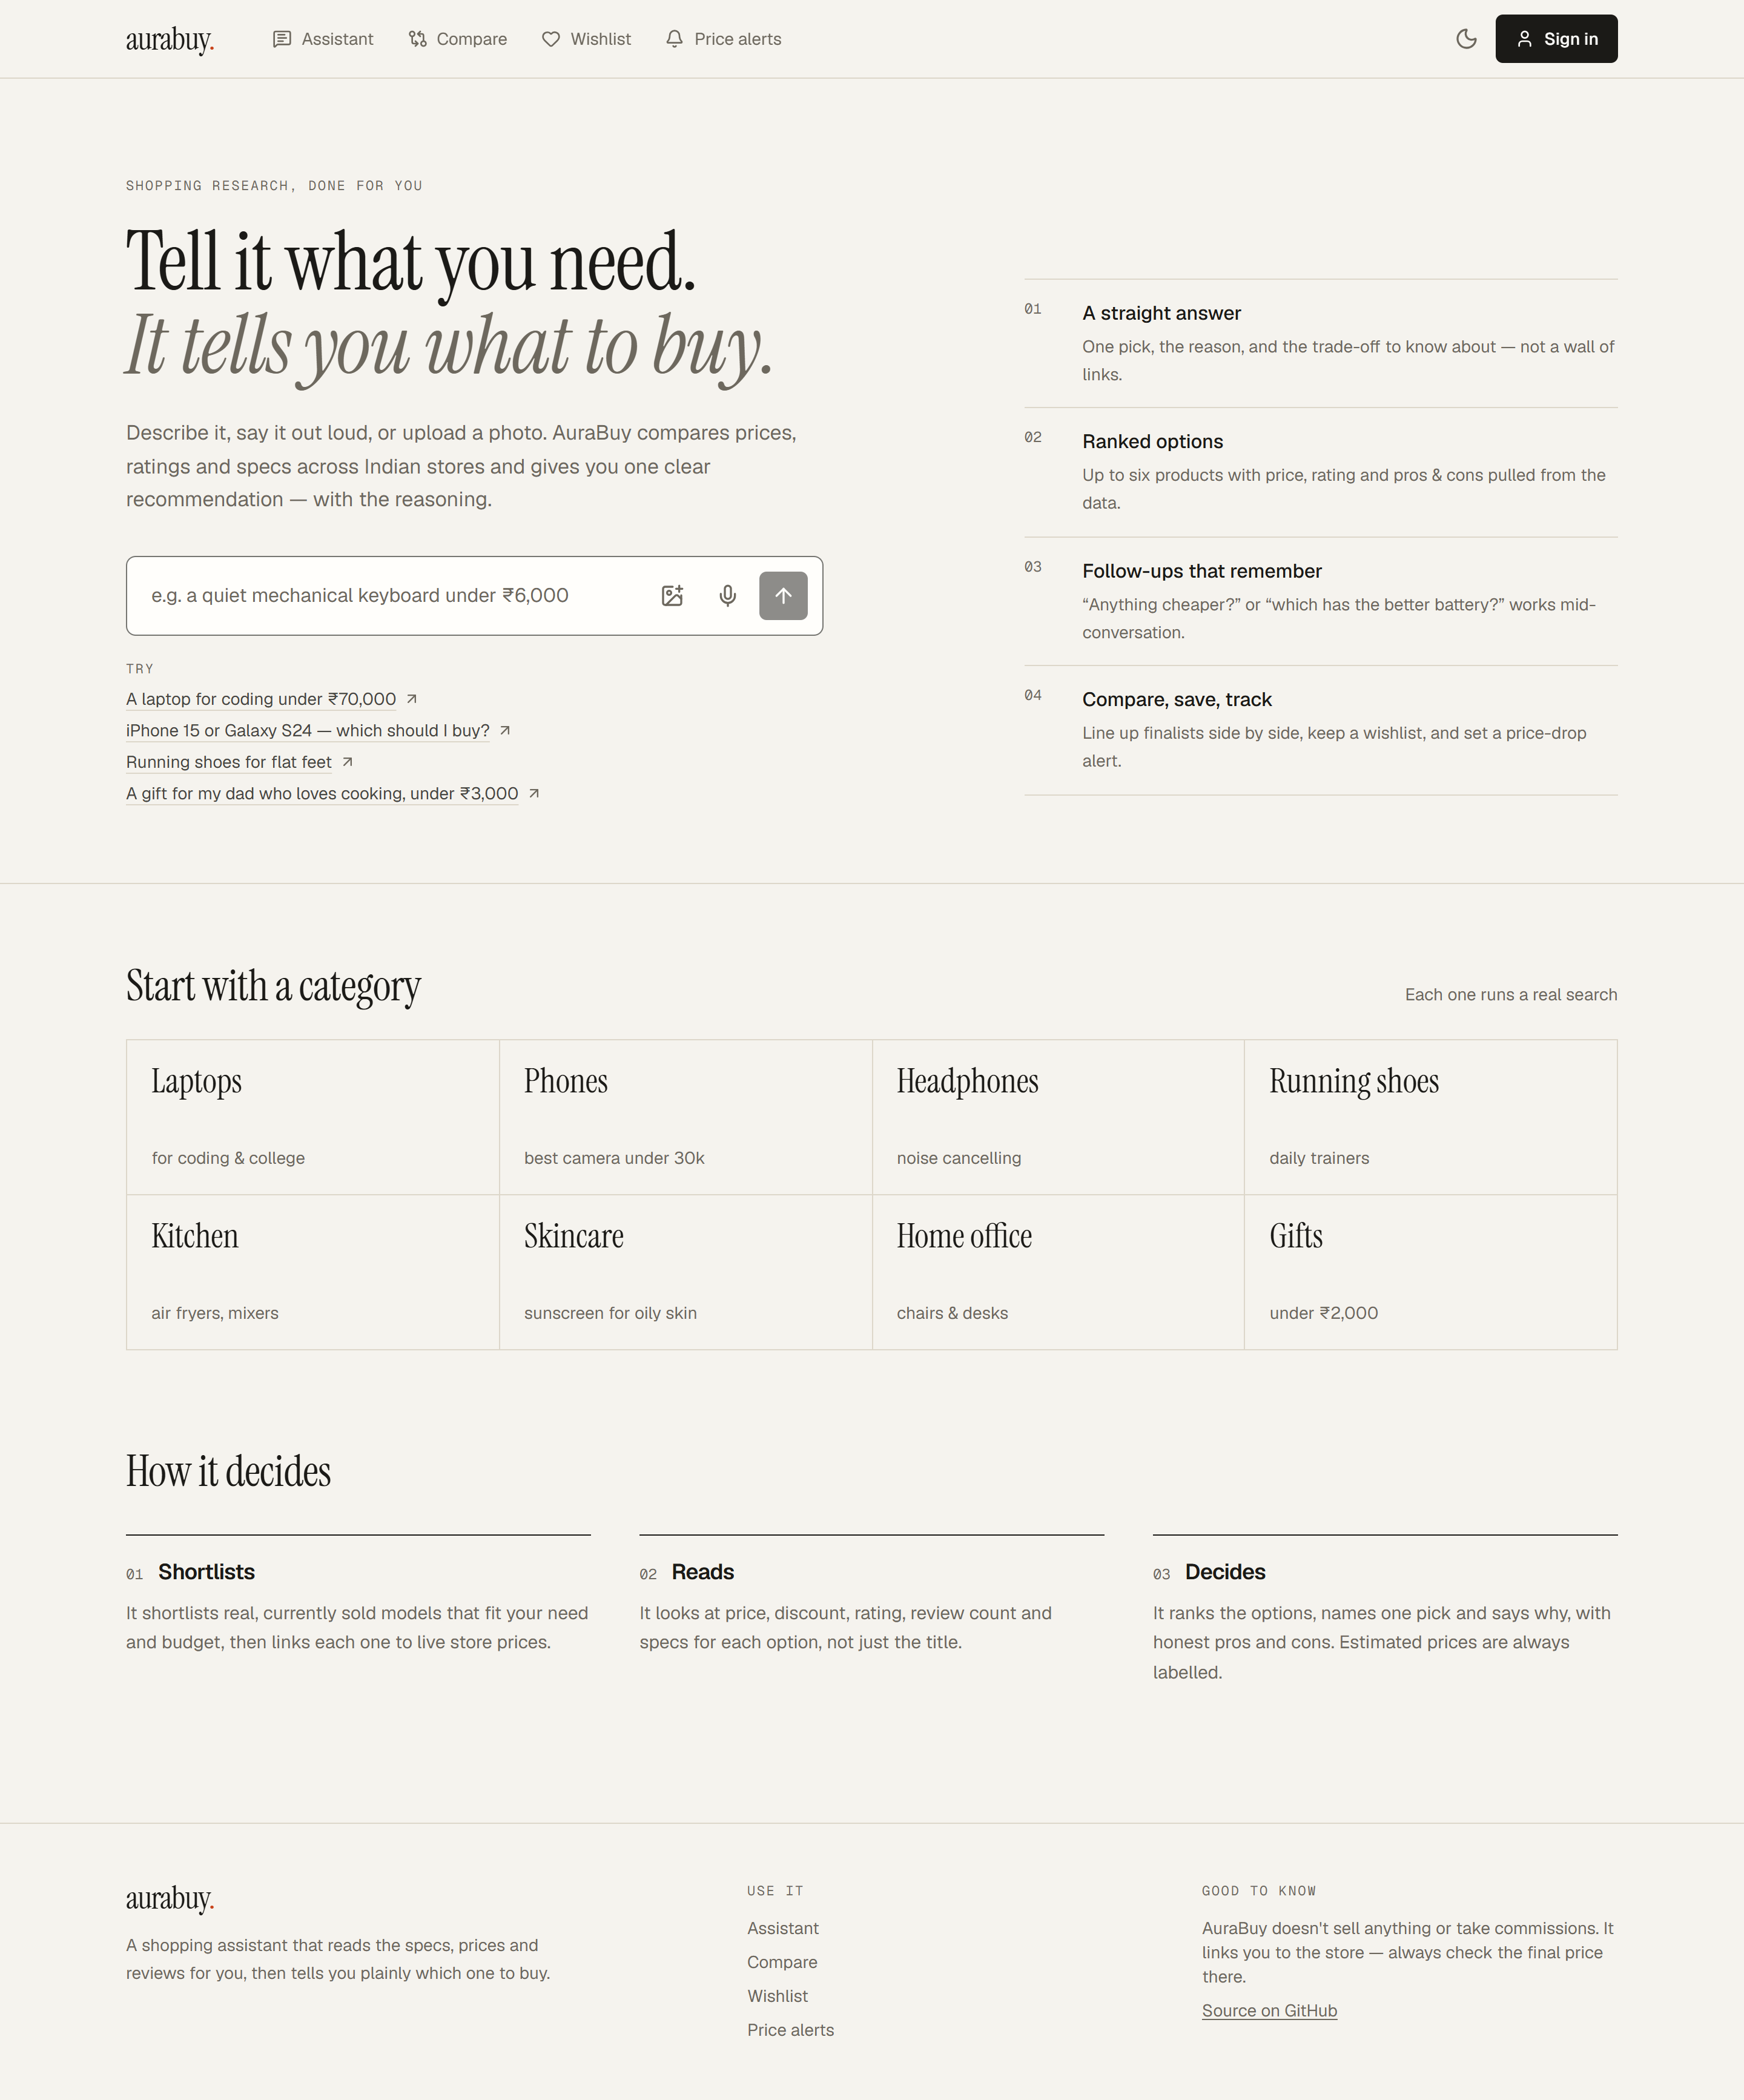 aurabuy.
Assistant
Compare
Wishlist
Price alerts
Sign in
SHOPPING RESEARCH, DONE FOR YOU
Tell it what you need.
It tells you what to buy.
Describe it, say it out loud, or upload a photo. AuraBuy compares prices,
ratings and specs across Indian stores and gives you one clear
recommendation — with the reasoning.
e.g. a quiet mechanical keyboard under ₹6,000
TRY
A laptop for coding under ₹70,000
iPhone 15 or Galaxy S24 — which should I buy?
Running shoes for flat feet
A gift for my dad who loves cooking, under ₹3,000
01
A straight answer
One pick, the reason, and the trade-off to know about — not a wall of
links.
02
Ranked options
Up to six products with price, rating and pros & cons pulled from the
data.
03
Follow-ups that remember
“Anything cheaper?” or “which has the better battery?” works mid-
conversation.
04
Compare, save, track
Line up finalists side by side, keep a wishlist, and set a price-drop
alert.
Start with a category
Each one runs a real search
Laptops
for coding & college
Phones
best camera under 30k
Headphones
noise cancelling
Running shoes
daily trainers
Kitchen
air fryers, mixers
Skincare
sunscreen for oily skin
Home office
chairs & desks
Gifts
under ₹2,000
How it decides
01 Shortlists
It shortlists real, currently sold models that fit your need
and budget, then links each one to live store prices.
02 Reads
It looks at price, discount, rating, review count and
specs for each option, not just the title.
03 Decides
It ranks the options, names one pick and says why, with
honest pros and cons. Estimated prices are always
labelled.
aurabuy.
A shopping assistant that reads the specs, prices and
reviews for you, then tells you plainly which one to buy.
USE IT
Assistant
Compare
Wishlist
Price alerts
GOOD TO KNOW
AuraBuy doesn't sell anything or take commissions. It
links you to the store — always check the final price
there.
Source on GitHub